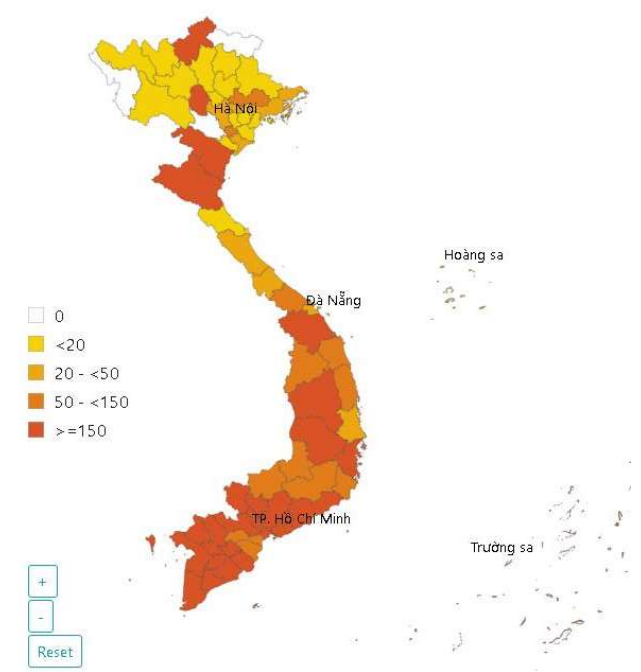 Hà Nội
Hoàng sa
Đà Nẵng
0
<20
20 - <50
50 - <150
>=150
TP. Hồ Chí Minh
Trường sa
+
-
Reset